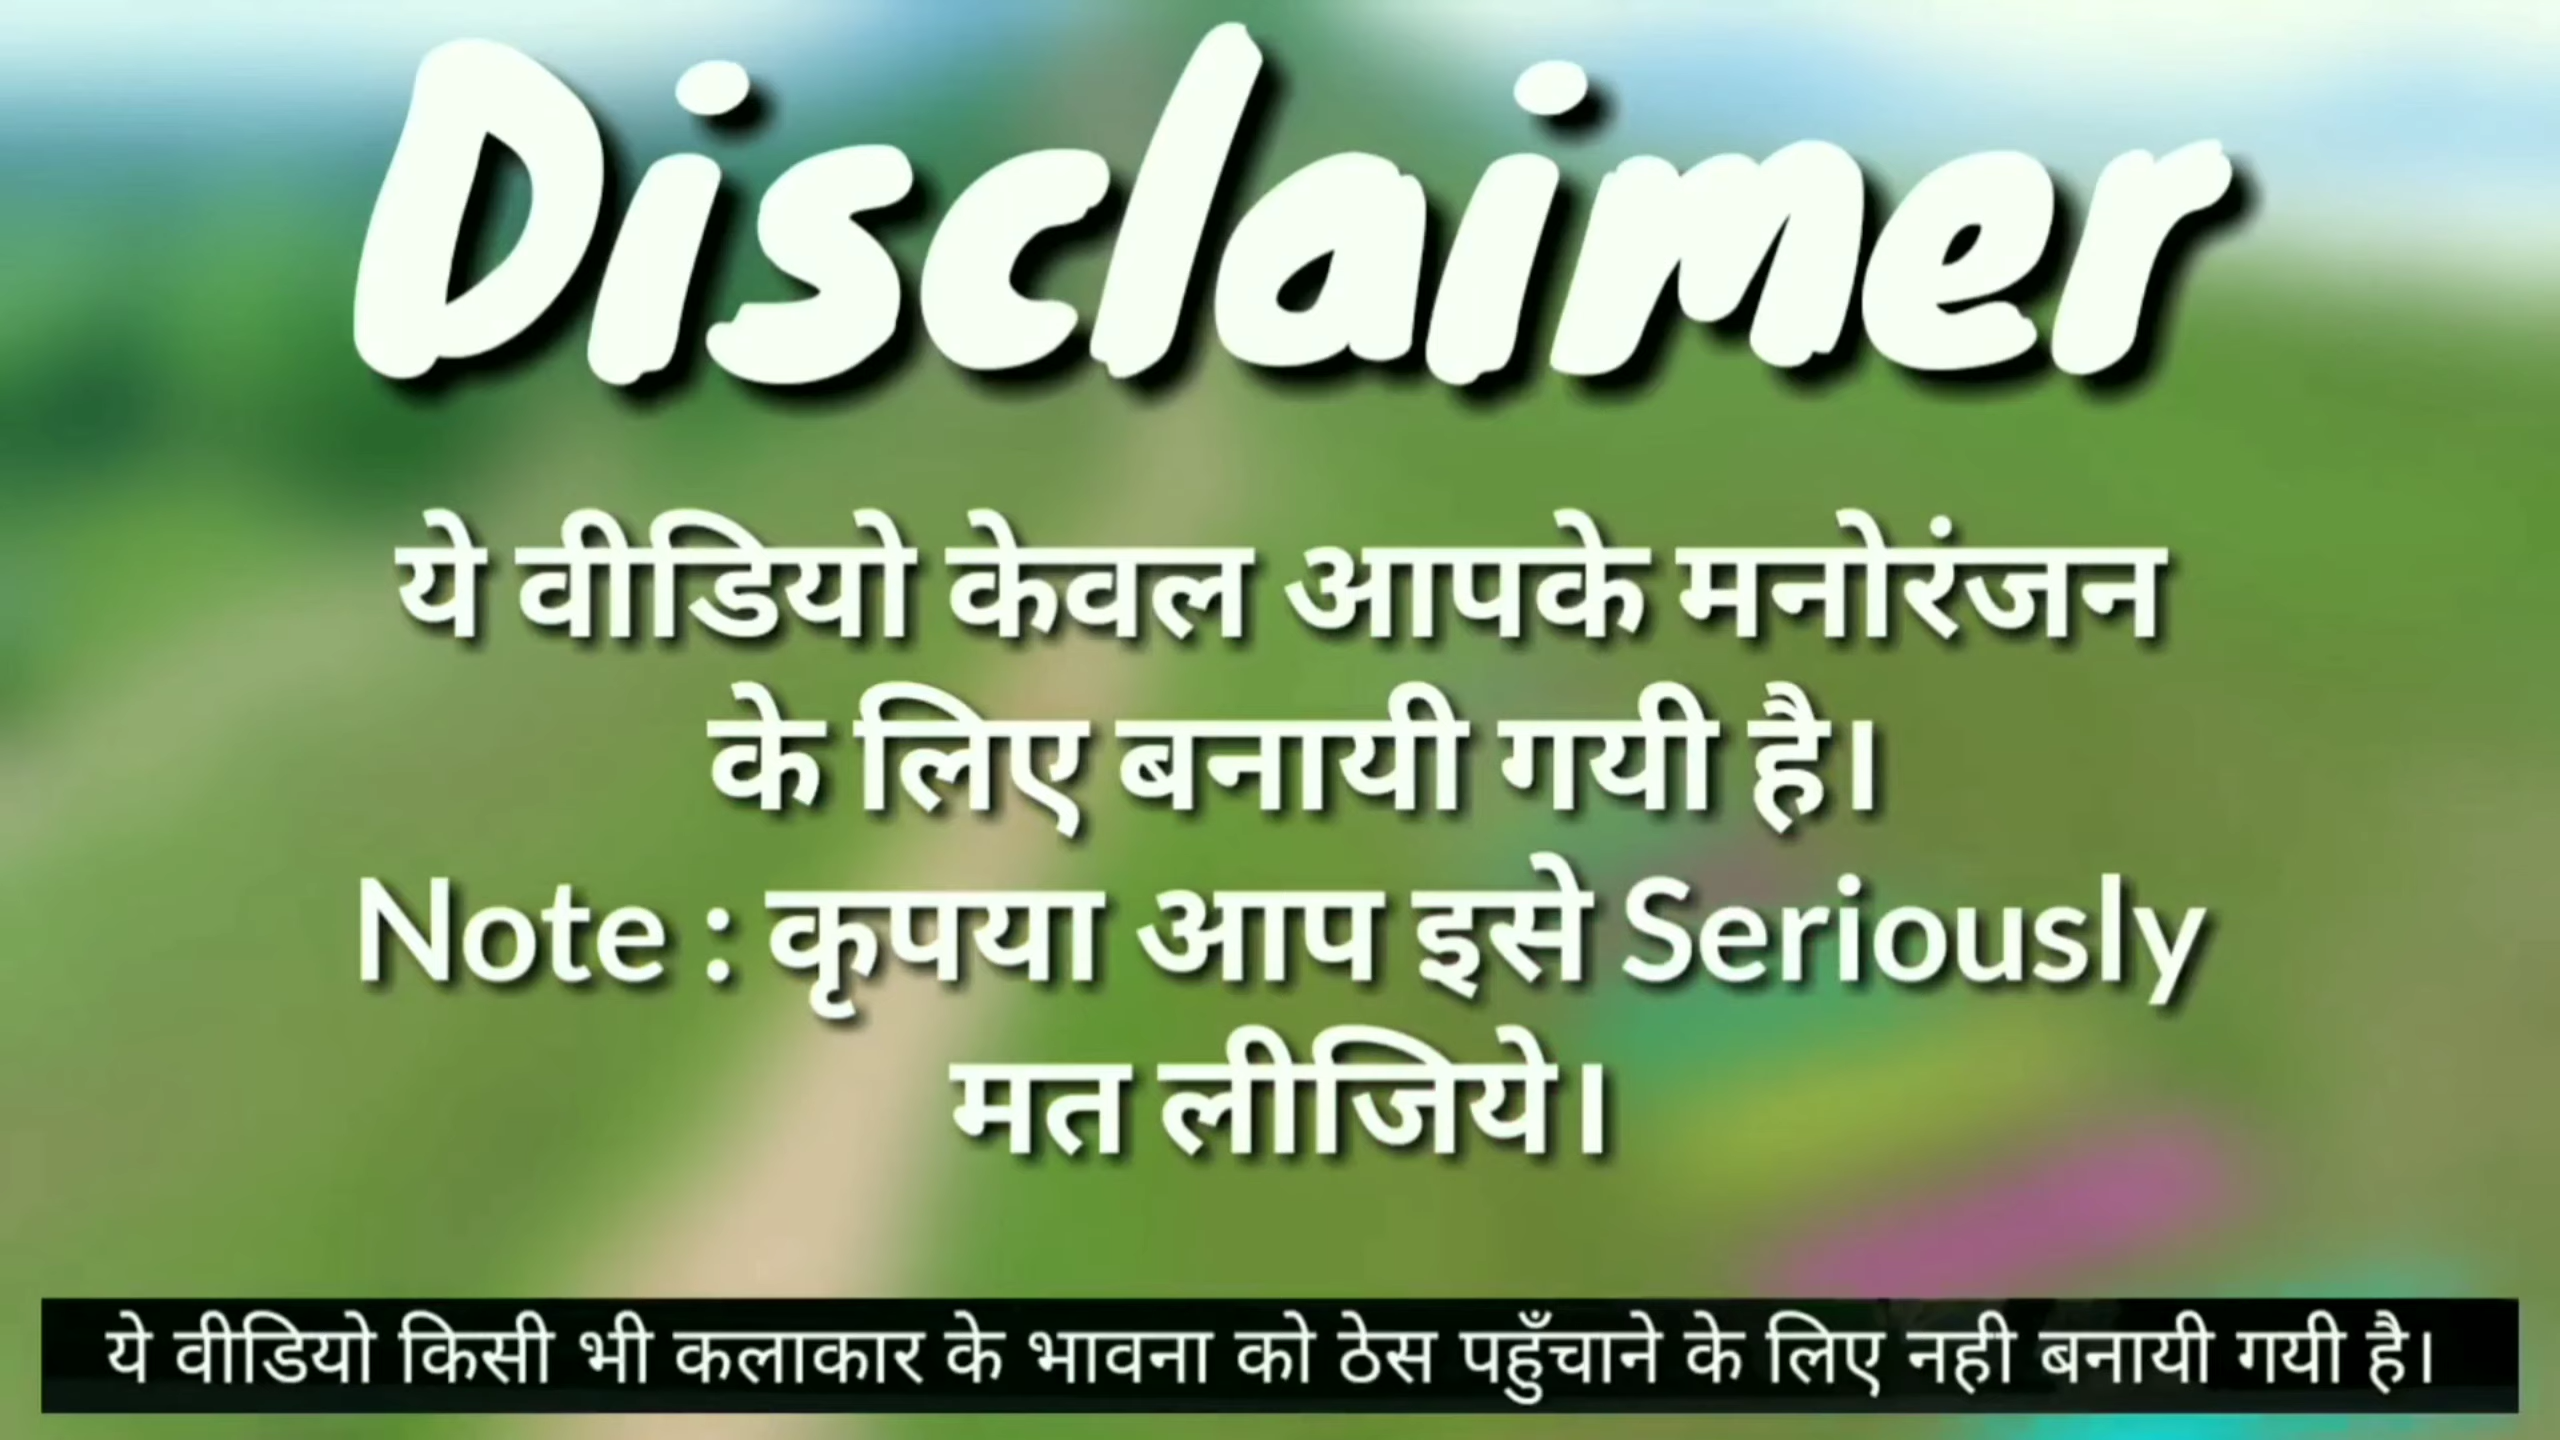 Disclaimer
ये वीडियो केवल आपके मनोरंजन
के लिए बनायी गयी है।
Note : कृपया आप इसे Seriously
मत लीजिये।
ये वीडियो किसी भी कलाकार के भावना को ठेस पहुँचाने के लिए नही बनायी गयी है।